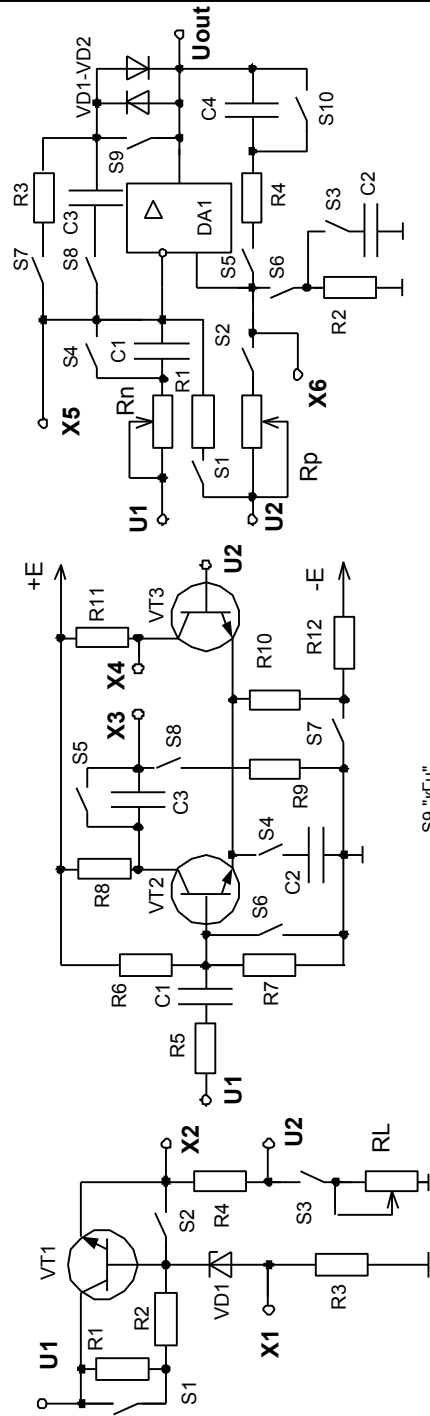 U1
VT1
R1
S1
R2
S2
X2
VD1
R4
U2
X1
S3
R3
RL
+E
R6
R8
S5
X3
X4
R11
C3
VT2
VT3
U2
S8
U1
R5
C1
S6
S4
R7
C2
R9
R10
S7
R12
-E
X5
S7
R3
VD1-VD2
S8
C3
S9
Uout
S4
C1
DA1
U1
Rn
R1
S1
S2
S5
R4
C4
S10
U2
Rp
X6
S6
S3
R2
C2